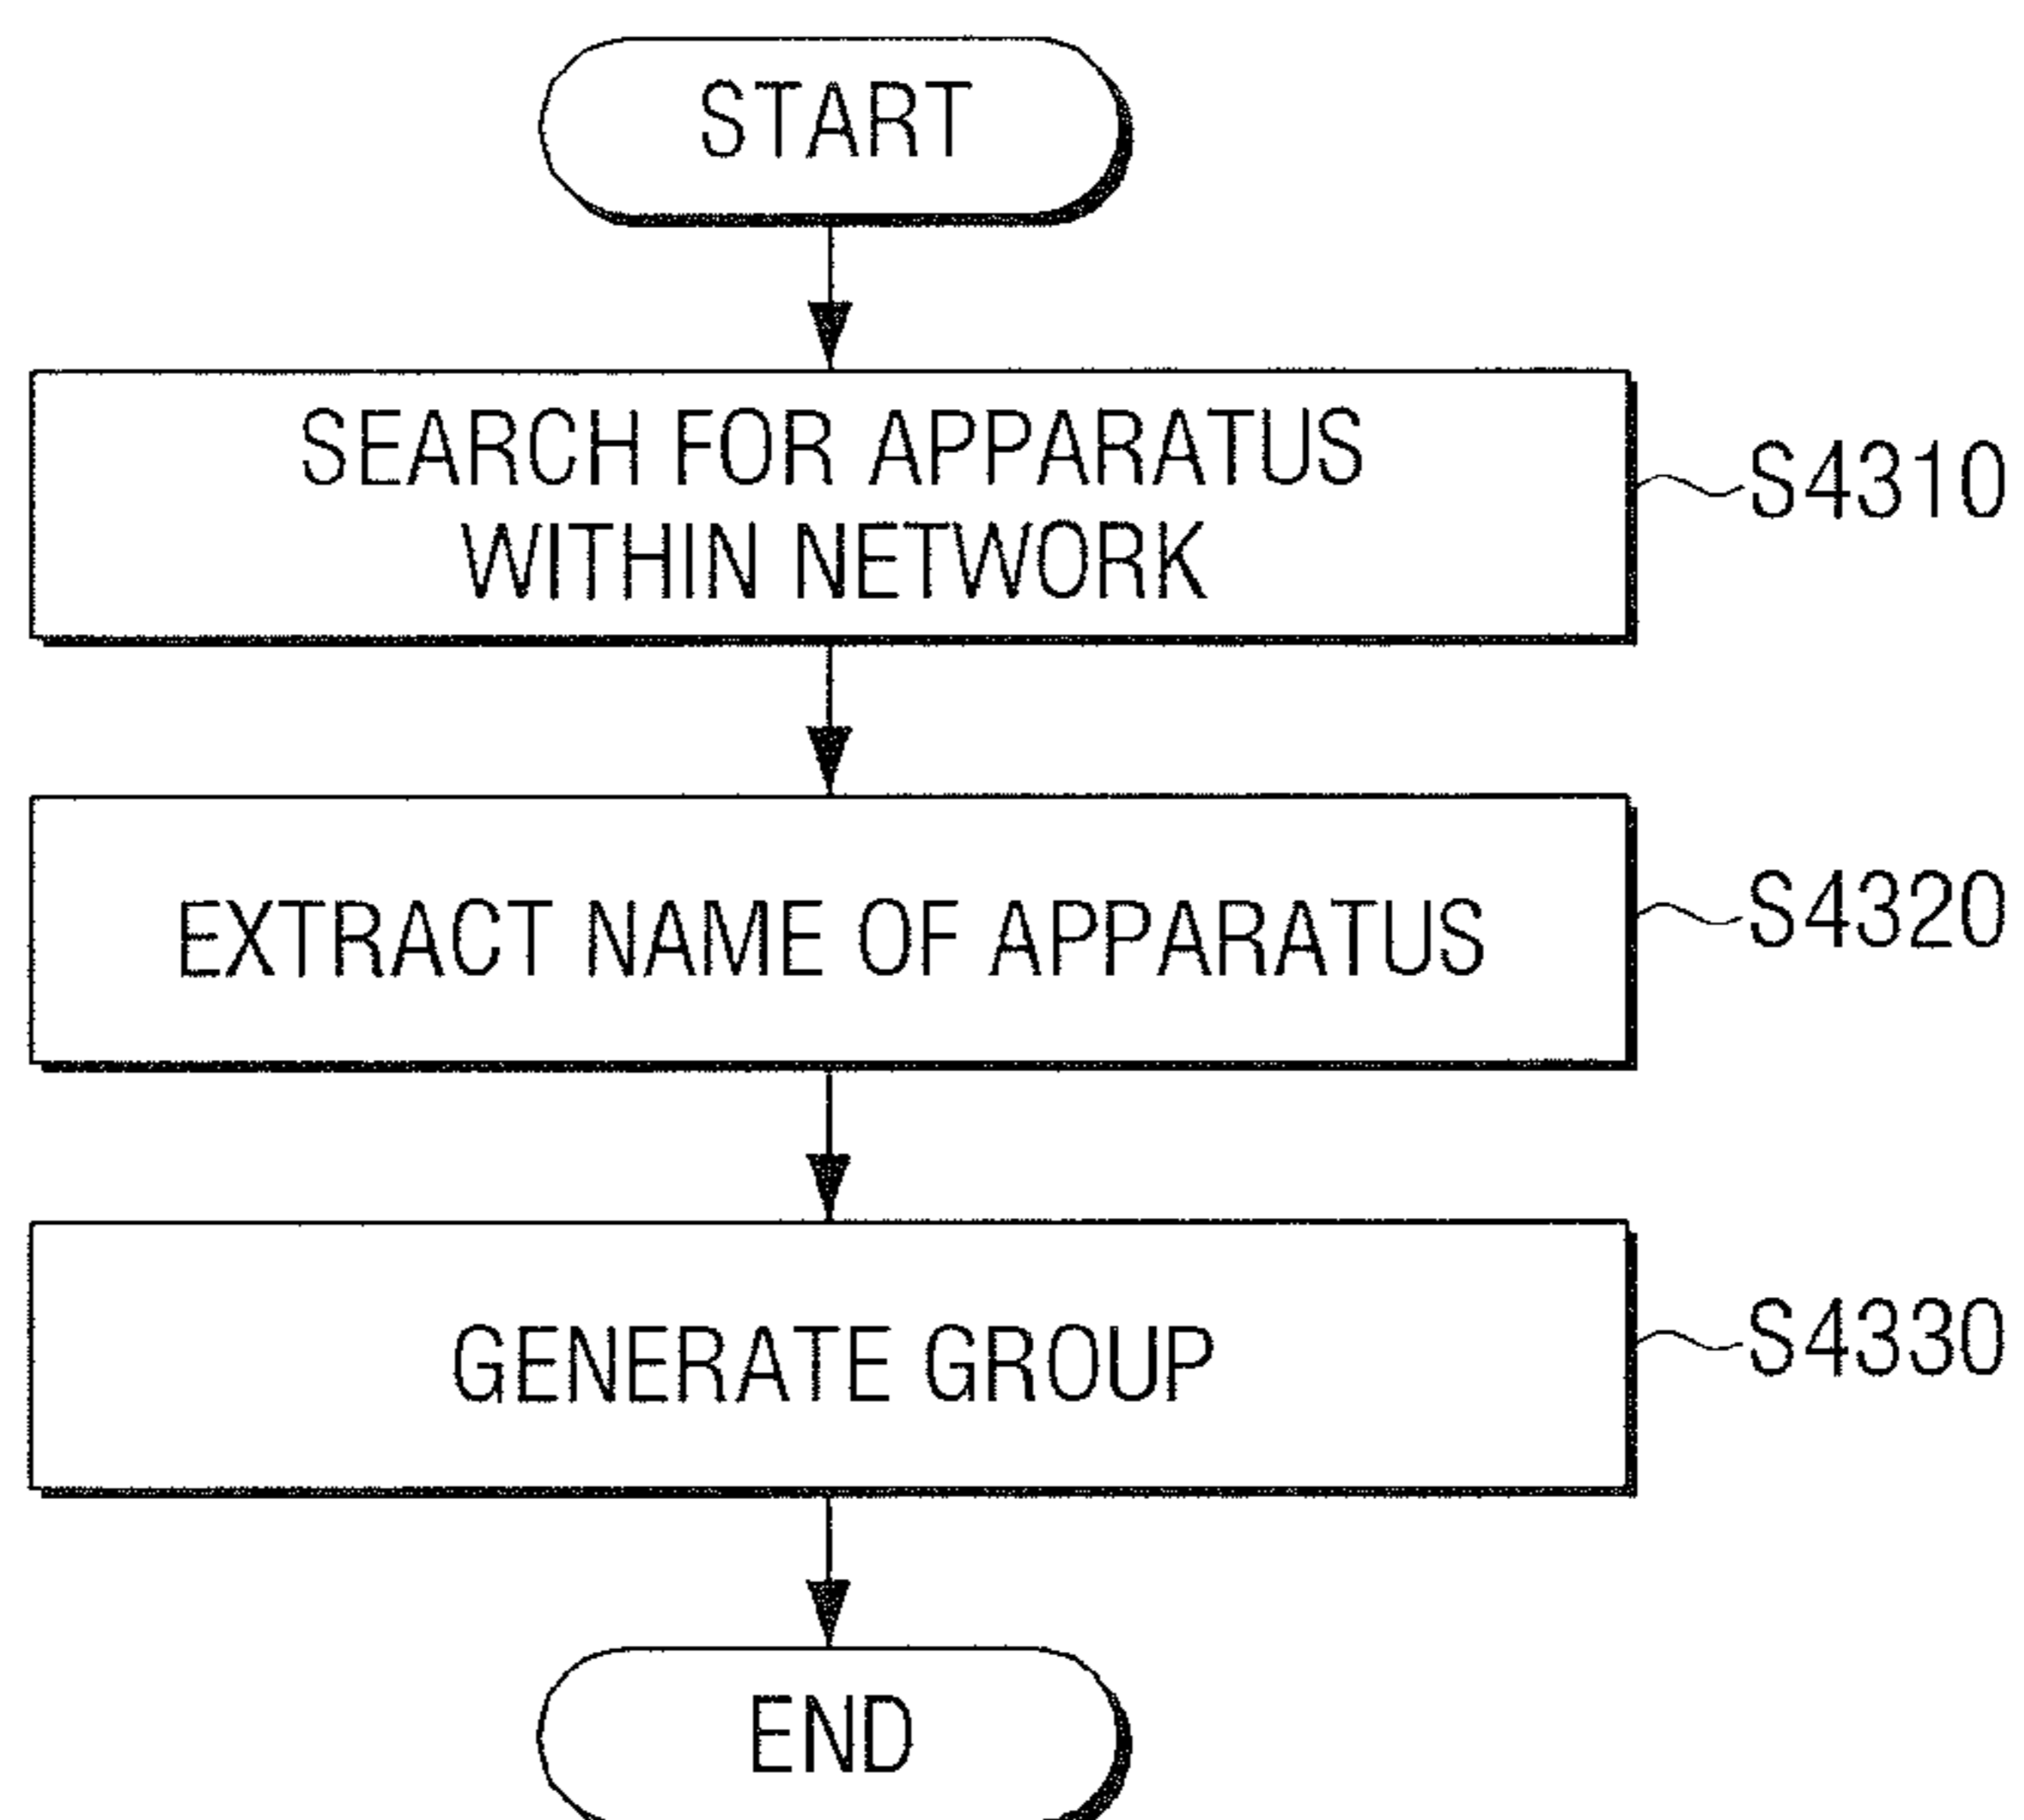 START
SEARCH FOR APPARATUS
WITHIN NETWORK
S4310
EXTRACT NAME OF APPARATUS
S4320
GENERATE GROUP
S4330
END